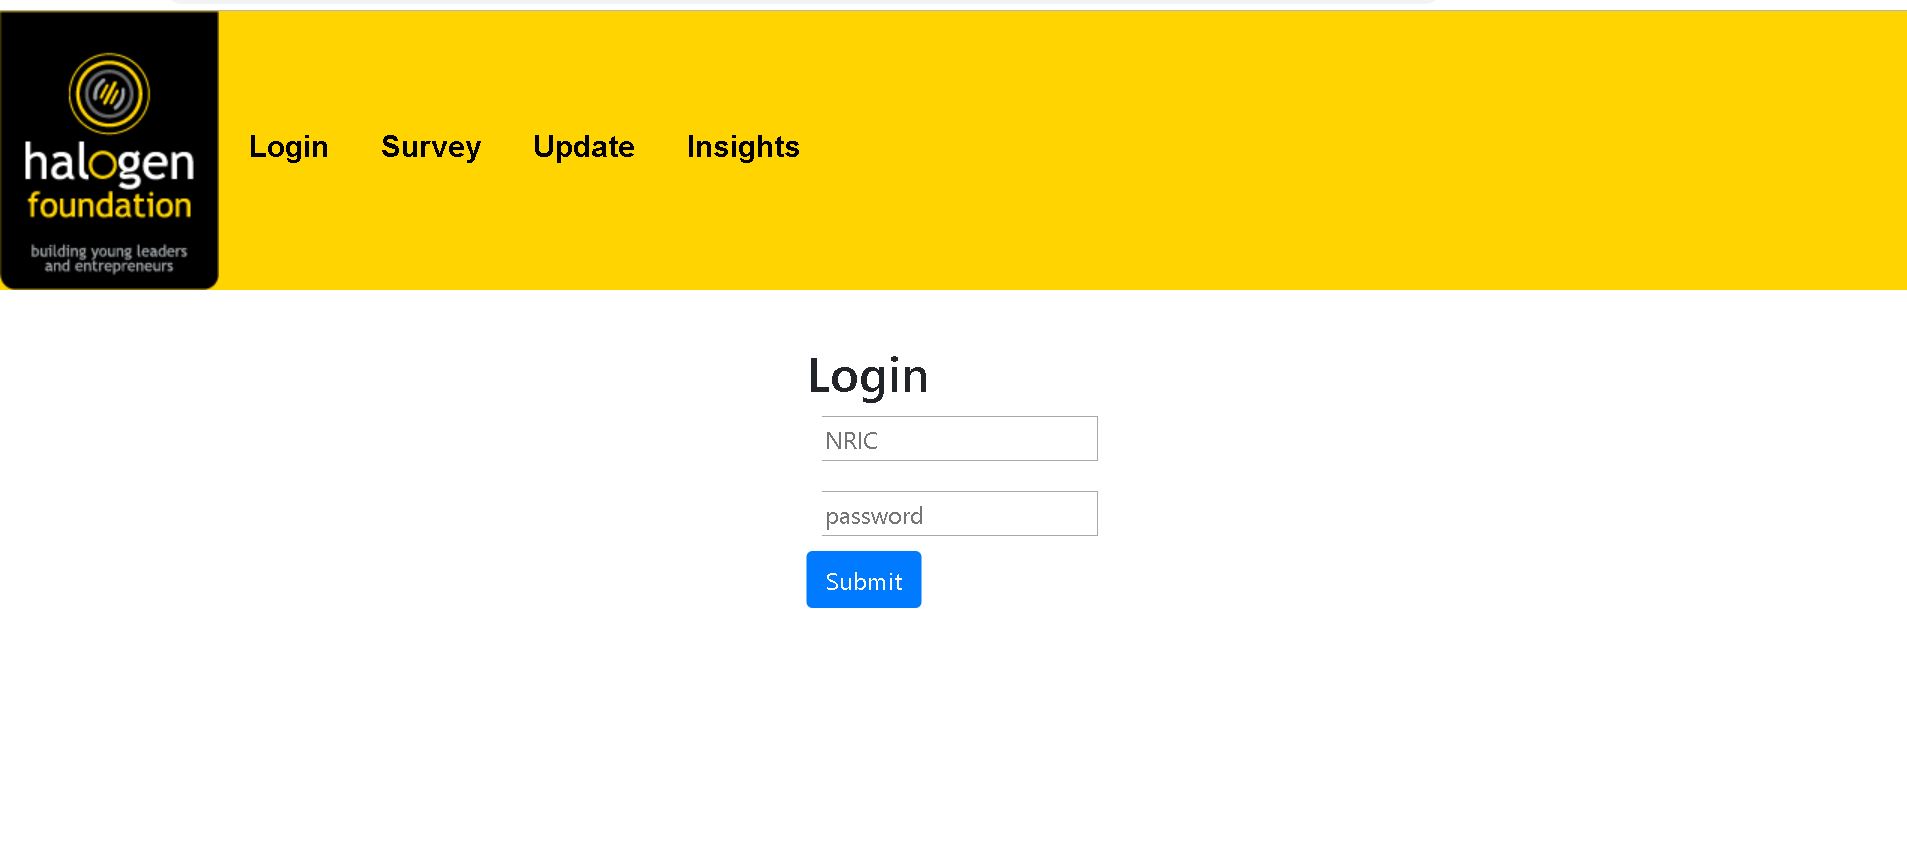 halogen
foundation
building young leaders
and entrepreneurs
Login Survey Update Insights
Login
NRIC
password
Submit